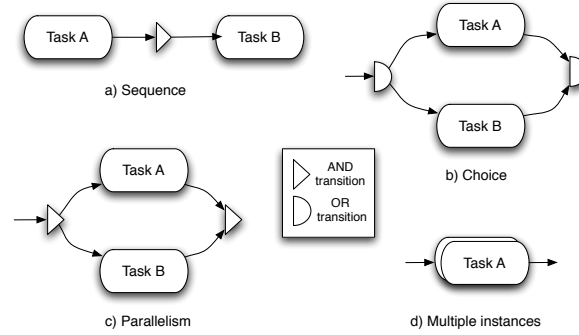 Task A
Task B
a) Sequence
Task A
Task B
b) Choice
Task A
Task B
c) Parallelism
AND
transition
OR
transition
Task A
d) Multiple instances